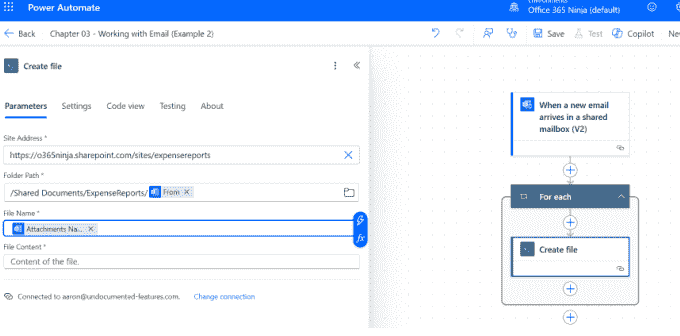 Power Automate
Office 365 Ninja (default)
Back
Chapter 03 - Working with Email (Example 2)
Save
Test
Copilot
Create file
Parameters
Settings
Code view
Testing
About
Site Address *
https://o365ninja.sharepoint.com/sites/expensereports
Folder Path *
/Shared Documents/ExpenseReports/ From
File Name *
Attachments Na...
fx
File Content *
Content of the file.
Connected to aaron@undocumented-features.com.
Change connection
When a new email
arrives in a shared
mailbox (V2)
For each
Create file